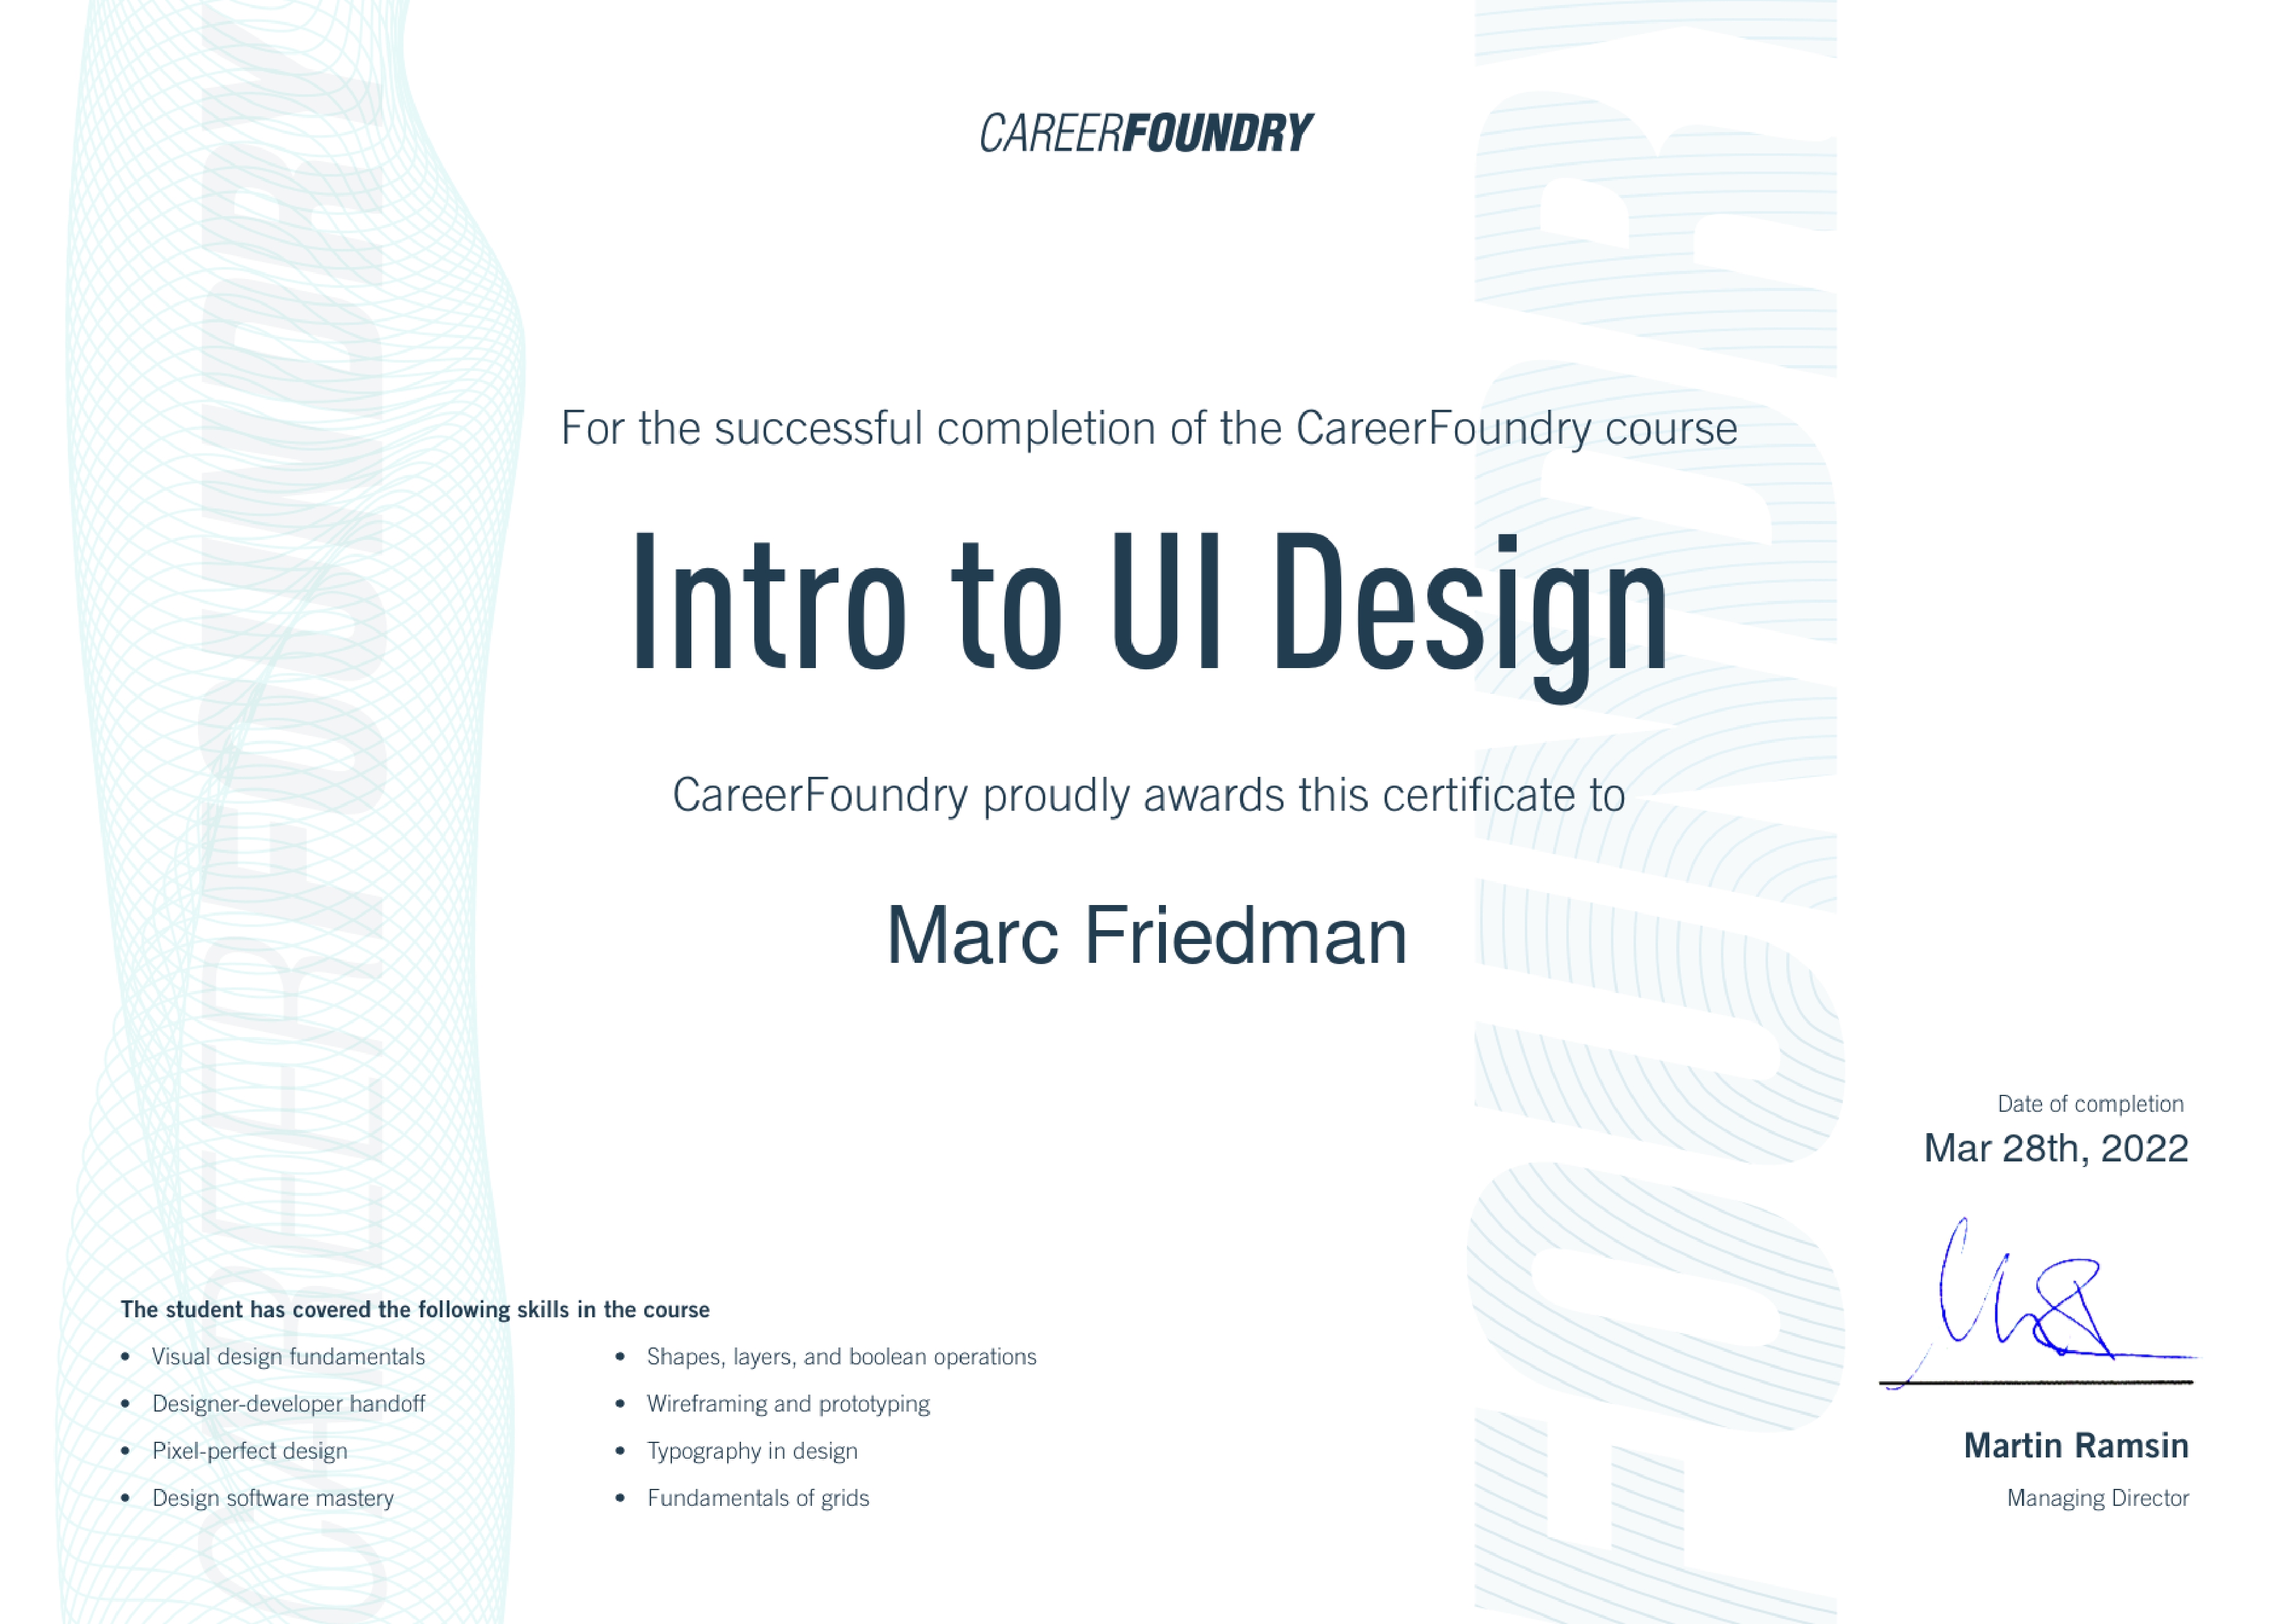 CAREERFOUNDRY
For the successful completion of the CareerFoundry course
Intro to UI Design
CareerFoundry proudly awards this certificate to
Marc Friedman
Date of completion
Mar 28th, 2022
The student has covered the following skills in the course
• Visual design fundamentals
• Designer-developer handoff
• Pixel-perfect design
• Design software mastery
• Shapes, layers, and boolean operations
• Wireframing and prototyping
• Typography in design
• Fundamentals of grids
Martin Ramsin
Managing Director
CAREERFOUNDRY
FOUNDR